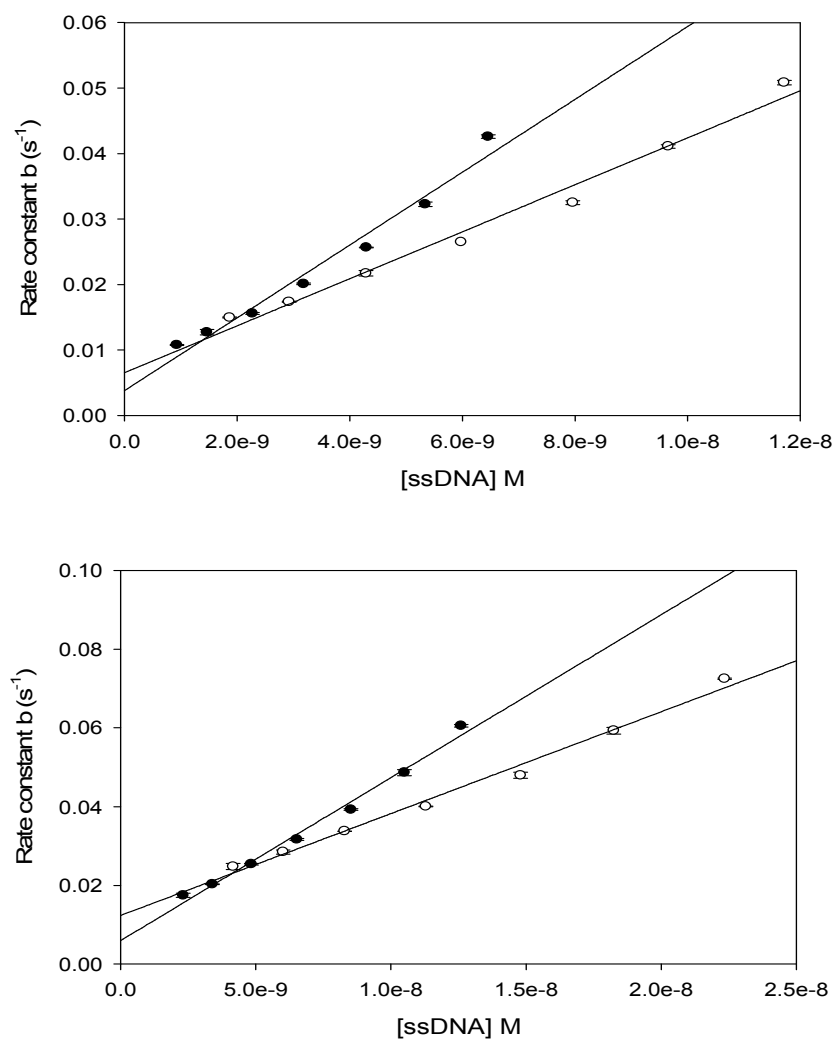 0.06
0.05
0.04
0.03
0.02
0.01
0.00
Rate constant b (s-1)
0.0 2.0e-9 4.0e-9 6.0e-9 8.0e-9 1.0e-8 1.2e-8
[ssDNA] M
0.10
0.08
0.06
0.04
0.02
0.00
Rate constant b (s-1)
0.0 5.0e-9 1.0e-8 1.5e-8 2.0e-8 2.5e-8
[ssDNA] M